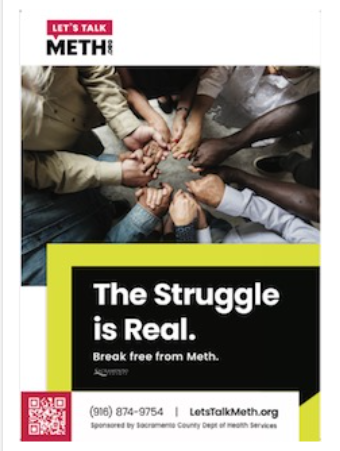 LET'S TALK
METH.ORG
The Struggle
is Real.
Break free from Meth.
(916) 874-9754 | LetsTalkMeth.org
Sponsored by Sacramento County Dept of Health Services